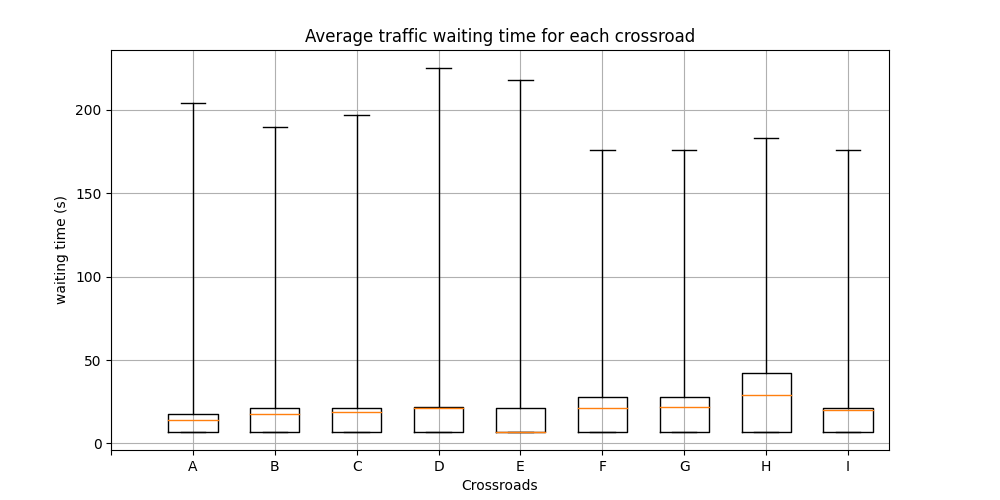 Average traffic waiting time for each crossroad
200
150
100
50
0
waiting time (s)
A B C D E F G H I
Crossroads